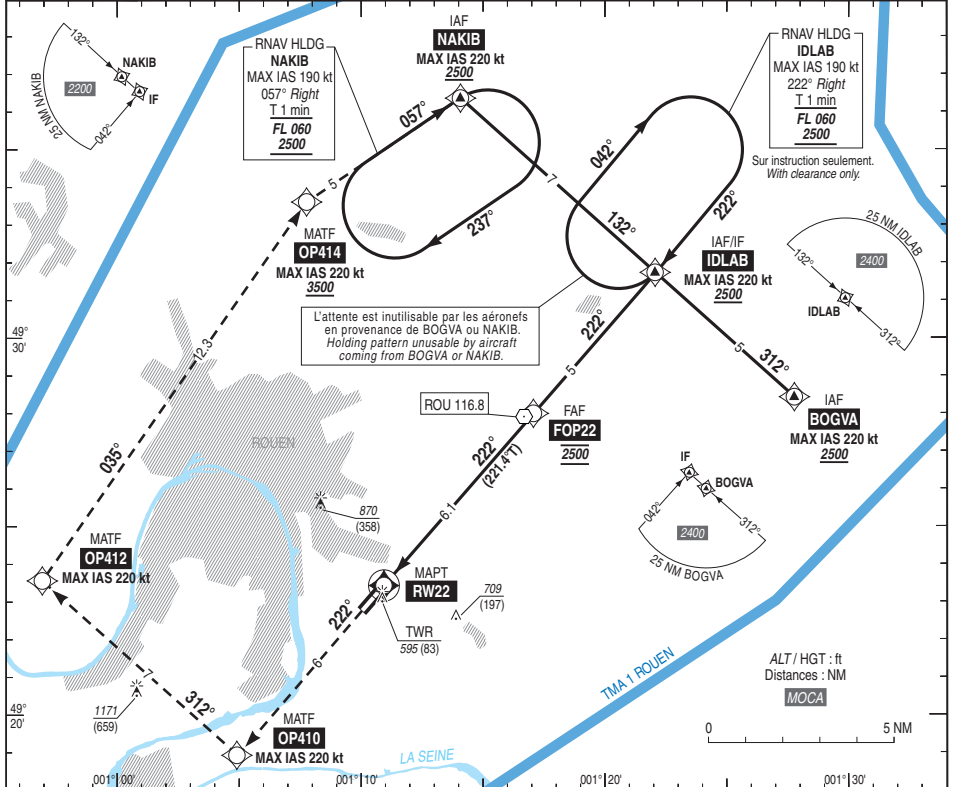 132°
NAKIB
IF
2200
25 NM NAKIB
042°
RNAV HLDG
NAKIB
MAX IAS 190 kt
057° Right
T 1 min
FL 060
2500
IAF
NAKIB
MAX IAS 220 kt
2500
RNAV HLDG
IDLAB
MAX IAS 190 kt
222° Right
T 1 min
FL 060
2500
Sur instruction seulement.
With clearance only.
057°
5
237°
7
132°
042°
222°
MATF
OP414
MAX IAS 220 kt
3500
IAF/IF
IDLAB
MAX IAS 220 kt
2500
25 NM IDLAB
2400
132°
IDLAB
312°
L'attente est inutilisable par les aéronefs
en provenance de BOGVA ou NAKIB.
Holding pattern unusable by aircraft
coming from BOGVA or NAKIB.
49°
30'
12.3
035°
222°
5
5
312°
ROU 116.8
FAF
FOP22
2500
IAF
BOGVA
MAX IAS 220 kt
2500
ROUEN
222°
(221.4°T)
6.1
870
(358)
IF
BOGVA
042°
2400
312°
25 NM BOGVA
MATF
OP412
MAX IAS 220 kt
MAPT
RW22
222°
TWR
595 (83)
709
(197)
6
7
312°
1171
(659)
49°
20'
MATF
OP410
MAX IAS 220 kt
LA SEINE
TMA 1 ROUEN
ALT / HGT : ft
Distances : NM
MOCA
0
5 NM
001° 00'
001° 10'
001° 20'
001° 30'